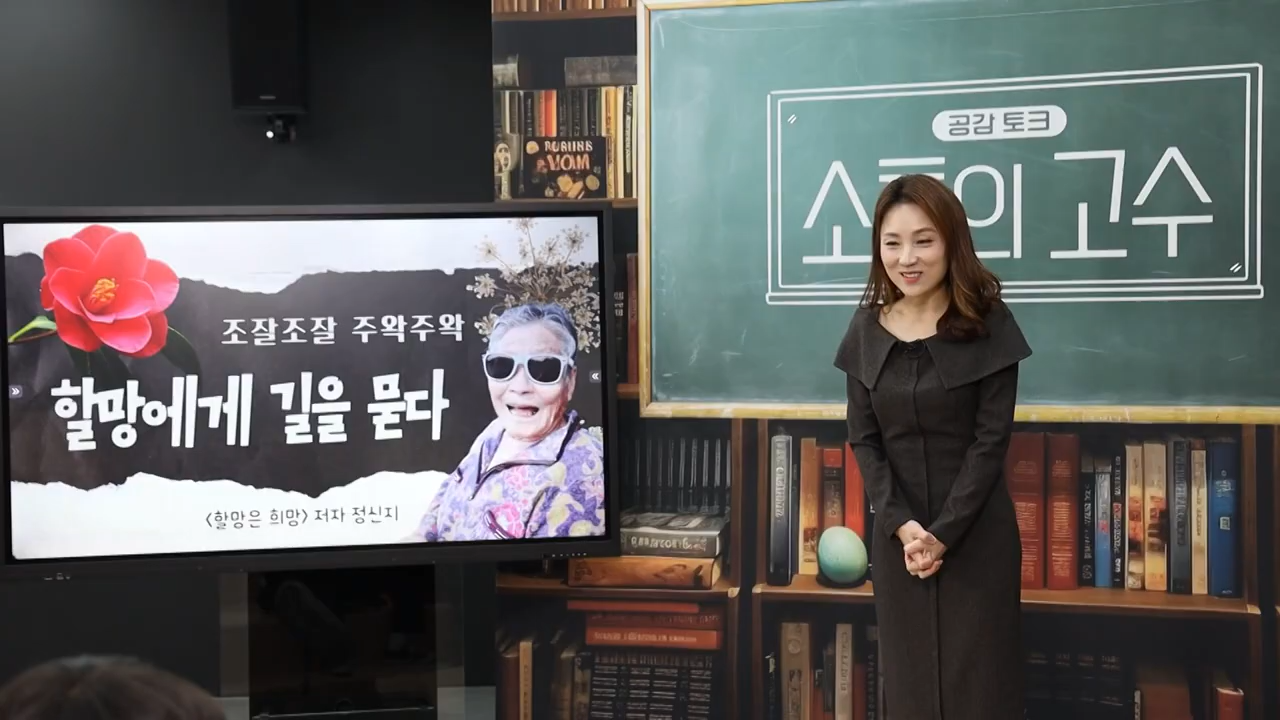 공감 토크
소통의 고수
조잘조잘 주왁주왁
할망에게 길을 묻다
〈할망은 희망〉 저자 정신지